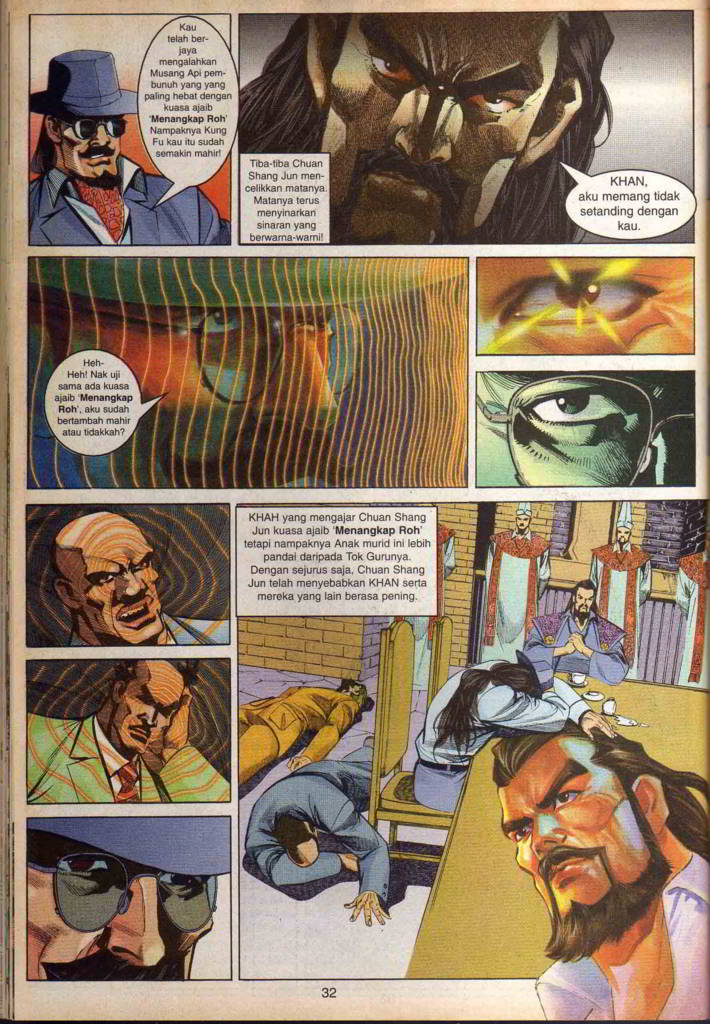 Kau
telah ber-
jaya
mengalahkan
Musang Api pem-
bunuh yang yang
paling hebat dengan
kuasa ajaib
'Menangkap Roh'
Nampaknya Kung
Fu kau itu sudah
semakin mahir!
Tiba-tiba Chuan
Shang Jun men-
celikkan matanya.
Matanya terus
menyinarkan
sinaran yang
berwarna-warni!
KHAN,
aku memang tidak
setanding dengan
kau.
Heh-
Heh! Nak uji
sama ada kuasa
ajaib 'Menangkap
Roh', aku sudah
bertambah mahir
atau tidakkah?
KHAH yang mengajar Chuan Shang
Jun kuasa ajaib 'Menangkap Roh'
tetapi nampaknya Anak murid ini lebih
pandai daripada Tok Gurunya.
Dengan sejurus saja, Chuan Shang
Jun telah menyebabkan KHAN serta
mereka yang lain berasa pening.
32